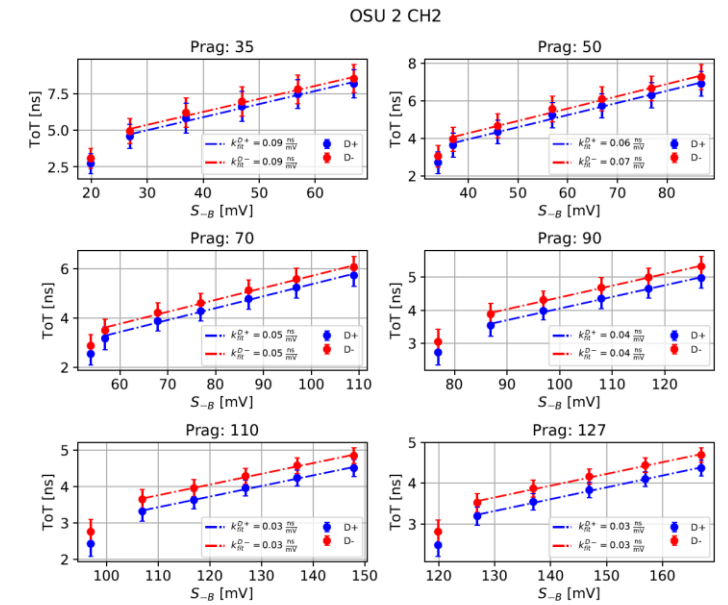 OSU 2 CH2
Prag: 35
ToT [ns]
7.5
5.0
2.5
k_fit^{D+} = 0.09 ns/mV
k_fit^{D−} = 0.09 ns/mV
D+
D-
20 30 40 50 60
S_{−B} [mV]
Prag: 50
ToT [ns]
8
6
4
2
k_fit^{D+} = 0.06 ns/mV
k_fit^{D−} = 0.07 ns/mV
D+
D-
40 50 60 70 80
S_{−B} [mV]
Prag: 70
ToT [ns]
6
4
2
k_fit^{D+} = 0.05 ns/mV
k_fit^{D−} = 0.05 ns/mV
D+
D-
60 70 80 90 100 110
S_{−B} [mV]
Prag: 90
ToT [ns]
5
4
3
k_fit^{D+} = 0.04 ns/mV
k_fit^{D−} = 0.04 ns/mV
D+
D-
80 90 100 110 120
S_{−B} [mV]
Prag: 110
ToT [ns]
5
4
3
2
k_fit^{D+} = 0.03 ns/mV
k_fit^{D−} = 0.03 ns/mV
D+
D-
100 110 120 130 140 150
S_{−B} [mV]
Prag: 127
ToT [ns]
5
4
3
k_fit^{D+} = 0.03 ns/mV
k_fit^{D−} = 0.03 ns/mV
D+
D-
120 130 140 150 160
S_{−B} [mV]